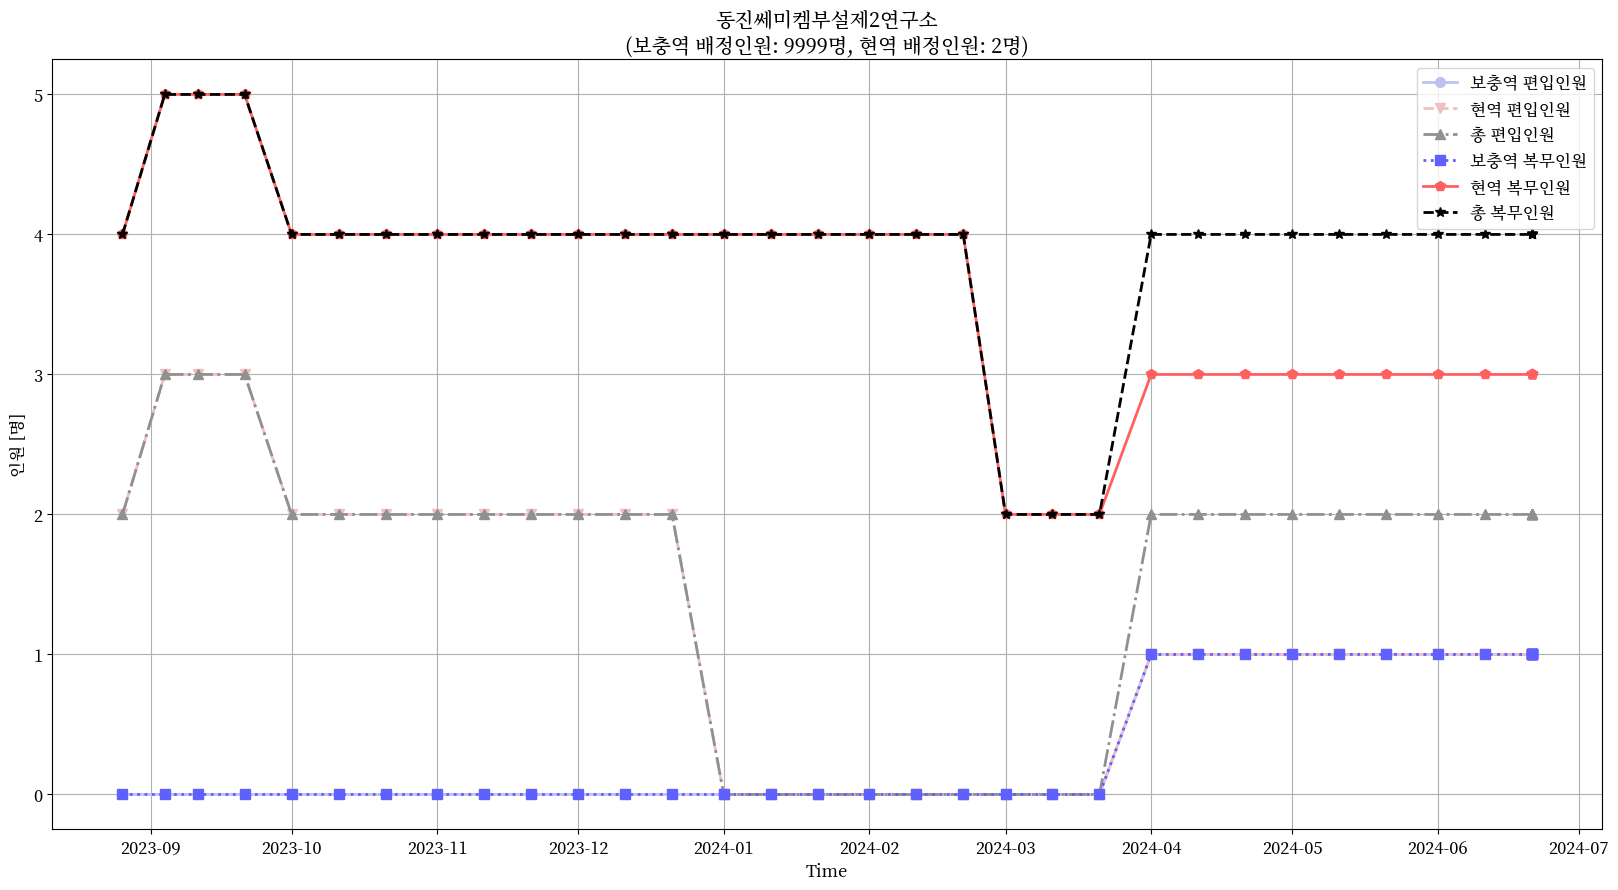 동진쎄미켐부설제2연구소
(보충역 배정인원: 9999명, 현역 배정인원: 2명)
보충역 편입인원
현역 편입인원
총 편입인원
보충역 복무인원
현역 복무인원
총 복무인원
5
4
3
2
1
0
인원 [명]
2023-09
2023-10
2023-11
2023-12
2024-01
2024-02
2024-03
2024-04
2024-05
2024-06
2024-07
Time